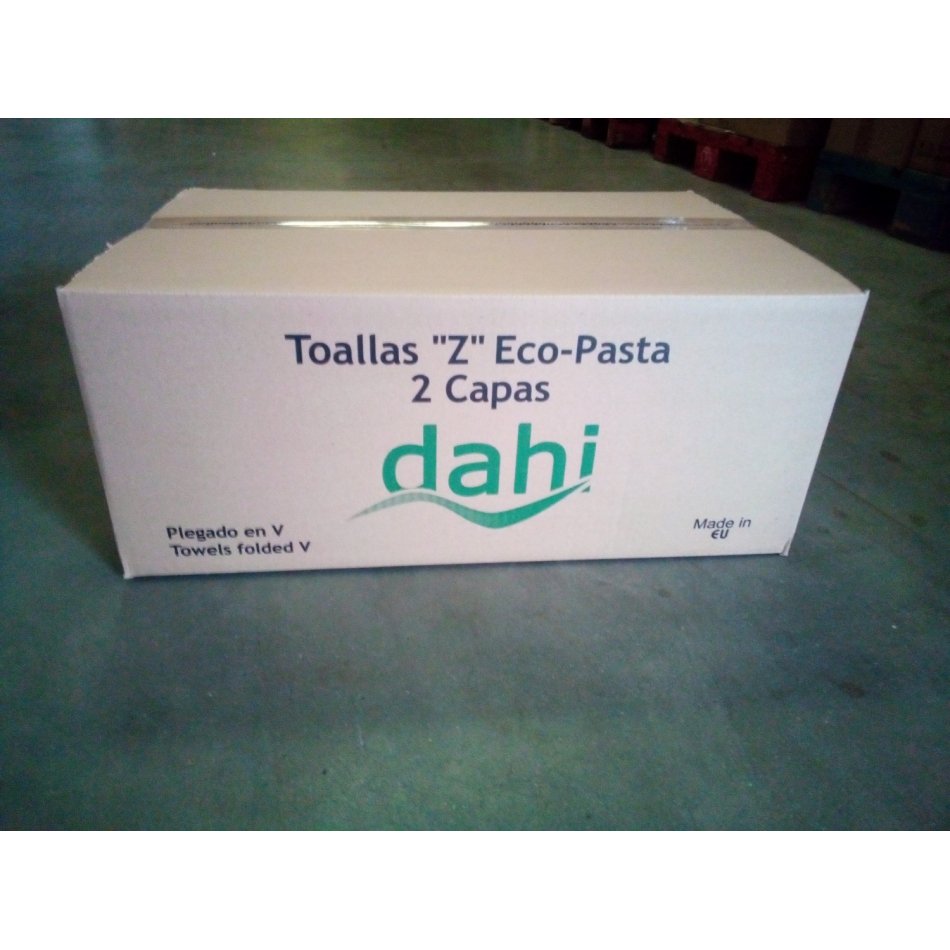 Toallas "Z" Eco-Pasta
2 Capas
dahi
Plegado en V
Towels folded V
Made in
EU